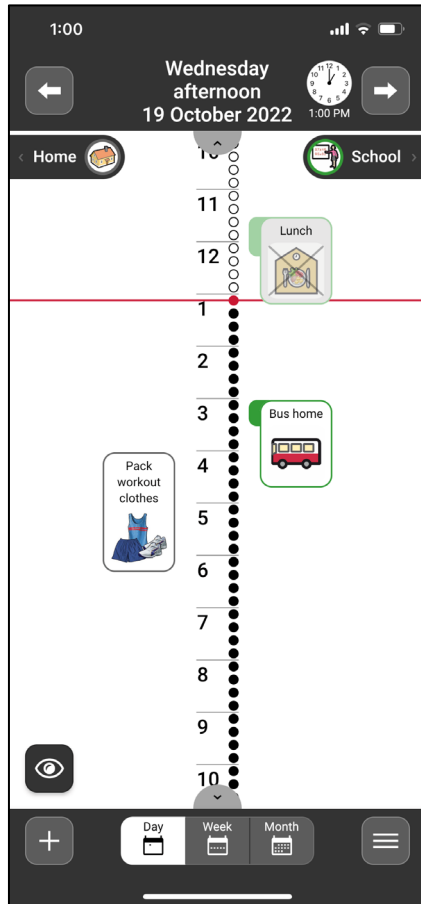 1:00
Wednesday
afternoon
19 October 2022
1:00 PM
Home
School
10
11
12
1
2
3
4
5
6
7
8
9
10
Lunch
Bus home
Pack
workout
clothes
Day
Week
Month